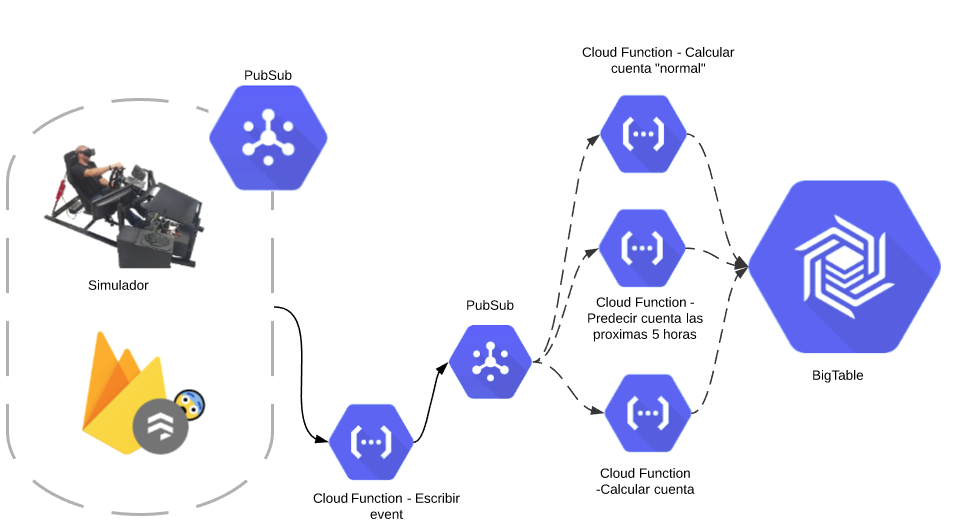 PubSub
Simulador
Cloud Function - Escribir
event
PubSub
Cloud Function - Calcular
cuenta "normal"
Cloud Function -
Predecir cuenta las
proximas 5 horas
Cloud Function
-Calcular cuenta
BigTable